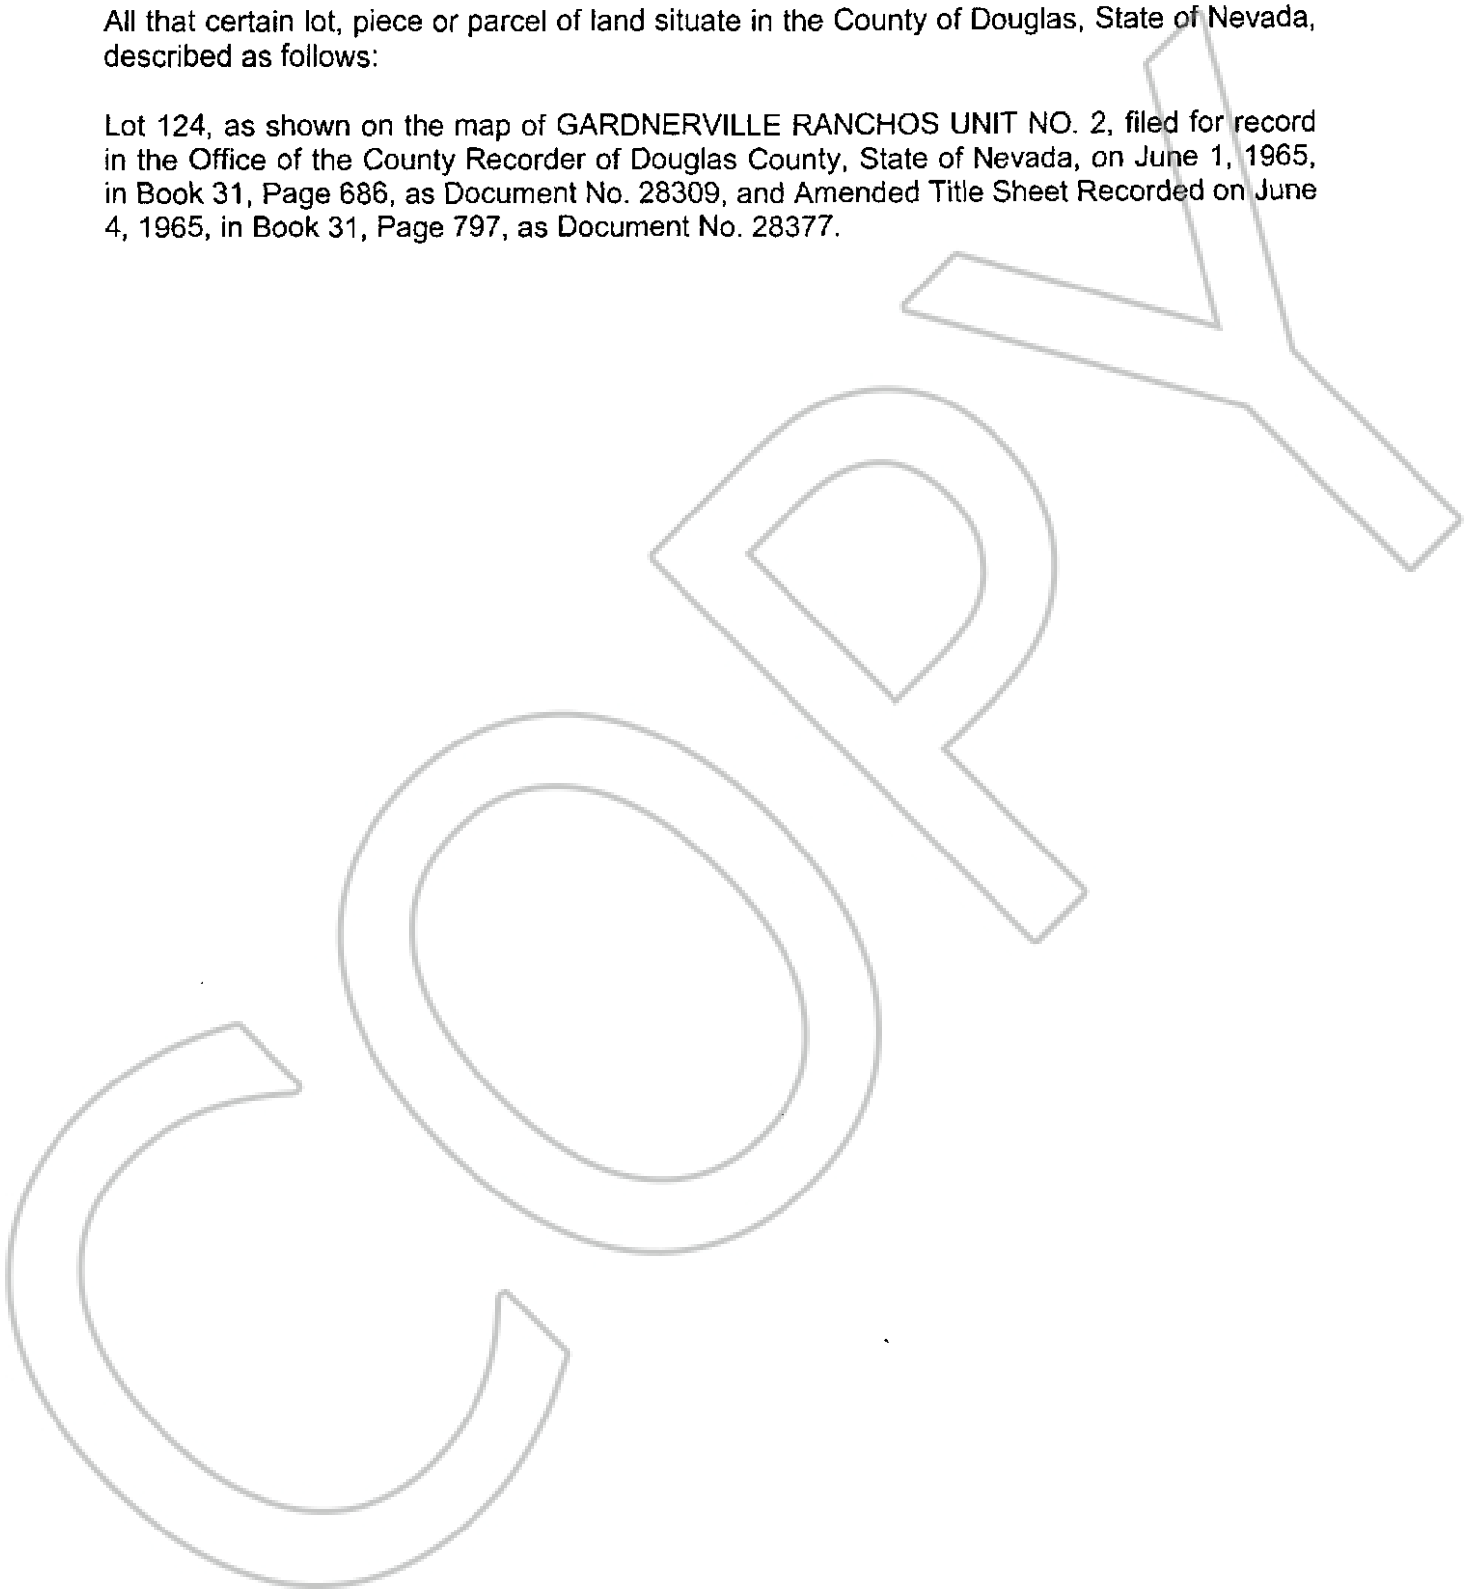 All that certain lot, piece or parcel of land situate in the County of Douglas, State of Nevada,
described as follows:
Lot 124, as shown on the map of GARDNERVILLE RANCHOS UNIT NO. 2, filed for record
in the Office of the County Recorder of Douglas County, State of Nevada, on June 1, 1965,
in Book 31, Page 686, as Document No. 28309, and Amended Title Sheet Recorded on June
4, 1965, in Book 31, Page 797, as Document No. 28377.
COPY